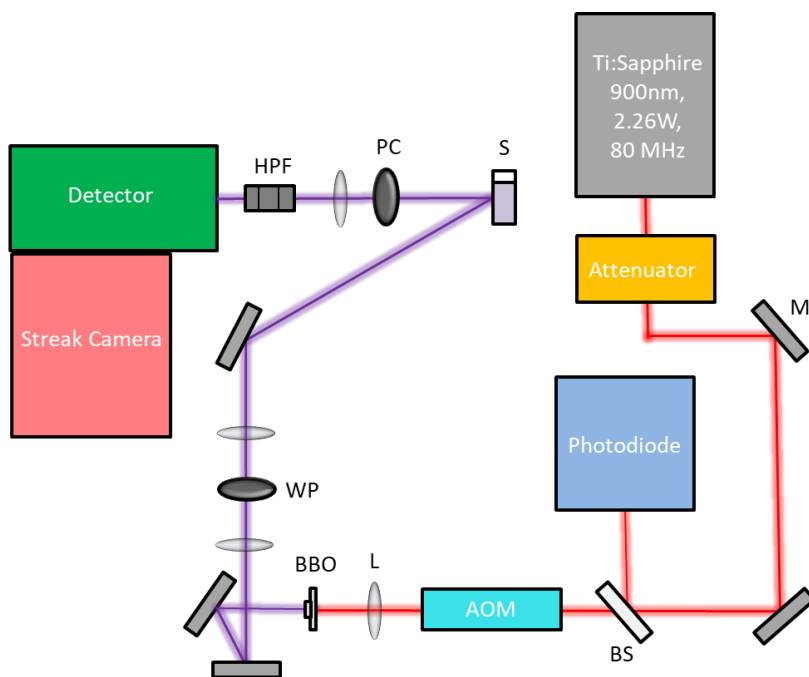 Ti:Sapphire
900nm,
2.26W,
80 MHz
HPF
PC
S
Detector
Attenuator
M
Streak Camera
Photodiode
WP
BBO
L
AOM
BS